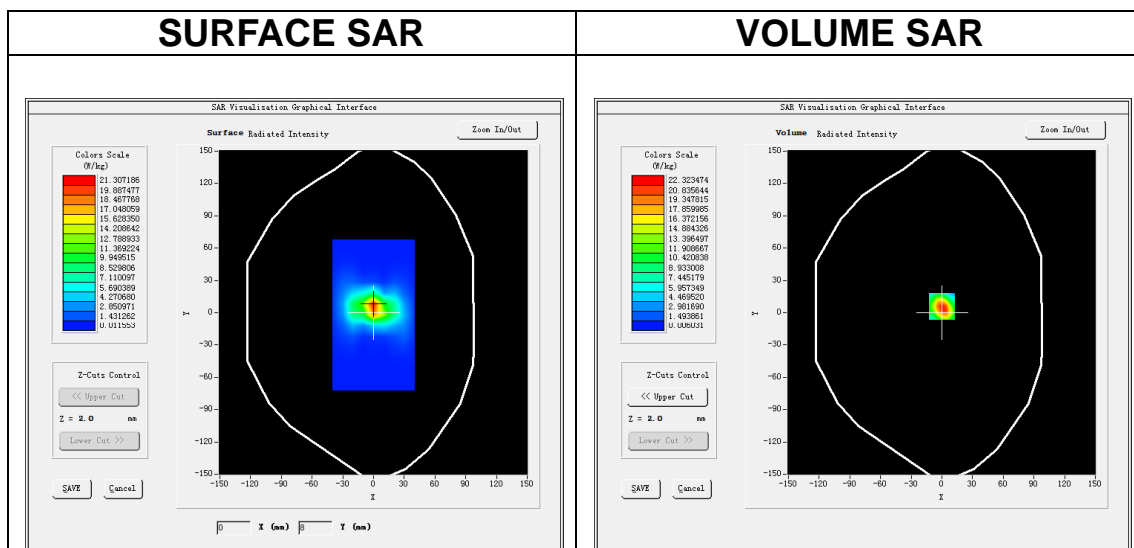 SURFACE SAR
VOLUME SAR
SAR Visualisation Graphical Interface
Surface Radiated Intensity
Zoom In/Out
Colors Scale
(W/kg)
21.307186
19.887477
18.467768
17.048059
15.628350
14.208642
12.788933
11.369224
9.949515
8.529806
7.110097
5.690389
4.270680
2.850971
1.431262
0.011553
Z-Cuts Control
<< Upper Cut
Z = 2.0 mm
Lower Cut >>
SAVE Cancel
150
120
90
60
30
0
-30
-60
-90
-120
-150
Y
-150 -120 -90 -60 -30 0 30 60 90 120 150
X
0 X (mm) 8 Y (mm)
SAR Visualisation Graphical Interface
Volume Radiated Intensity
Zoom In/Out
Colors Scale
(W/kg)
22.323474
20.835644
19.347815
17.859985
16.372156
14.884326
13.396497
11.908667
10.420838
8.933008
7.445179
5.957349
4.469520
2.981690
1.493861
0.006031
Z-Cuts Control
<< Upper Cut
Z = 2.0 mm
Lower Cut >>
SAVE Cancel
150
120
90
60
30
0
-30
-60
-90
-120
-150
Y
-150 -120 -90 -60 -30 0 30 60 90 120 150
X